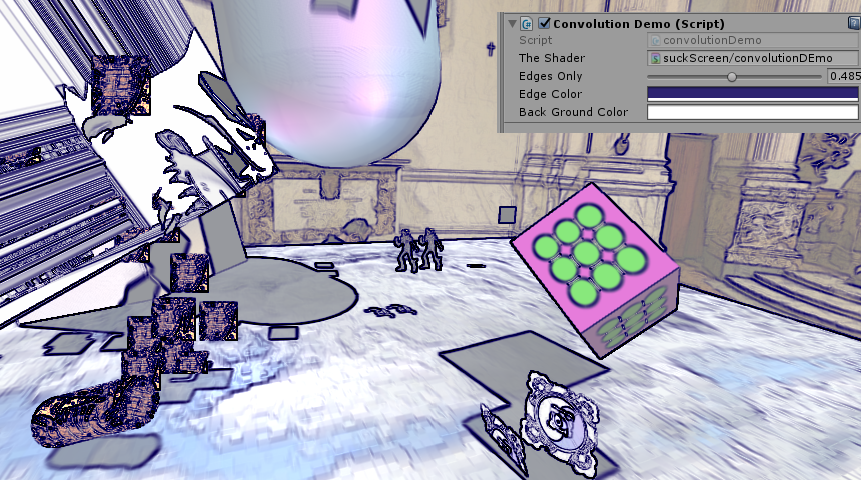 Convolution Demo (Script)
Script convolutionDemo
The Shader suckScreen/convolutionDEmo
Edges Only 0.485
Edge Color
Back Ground Color